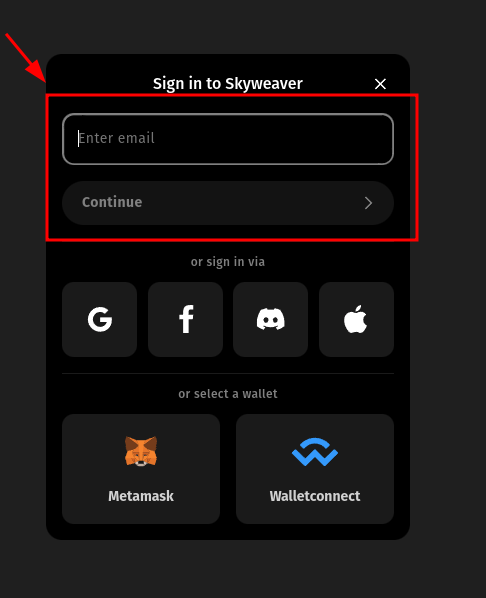 Sign in to Skyweaver
Enter email
Continue
or sign in via
or select a wallet
Metamask
Walletconnect